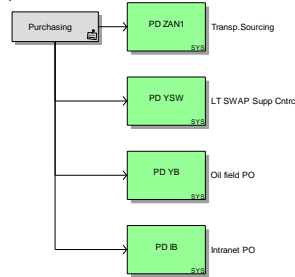 Purchasing
PD ZAN1
SYS
Transp.Sourcing
PD YSW
SYS
LT SWAP Supp Cntrc
PD YB
SYS
Oil field PO
PD IB
SYS
Intranet PO